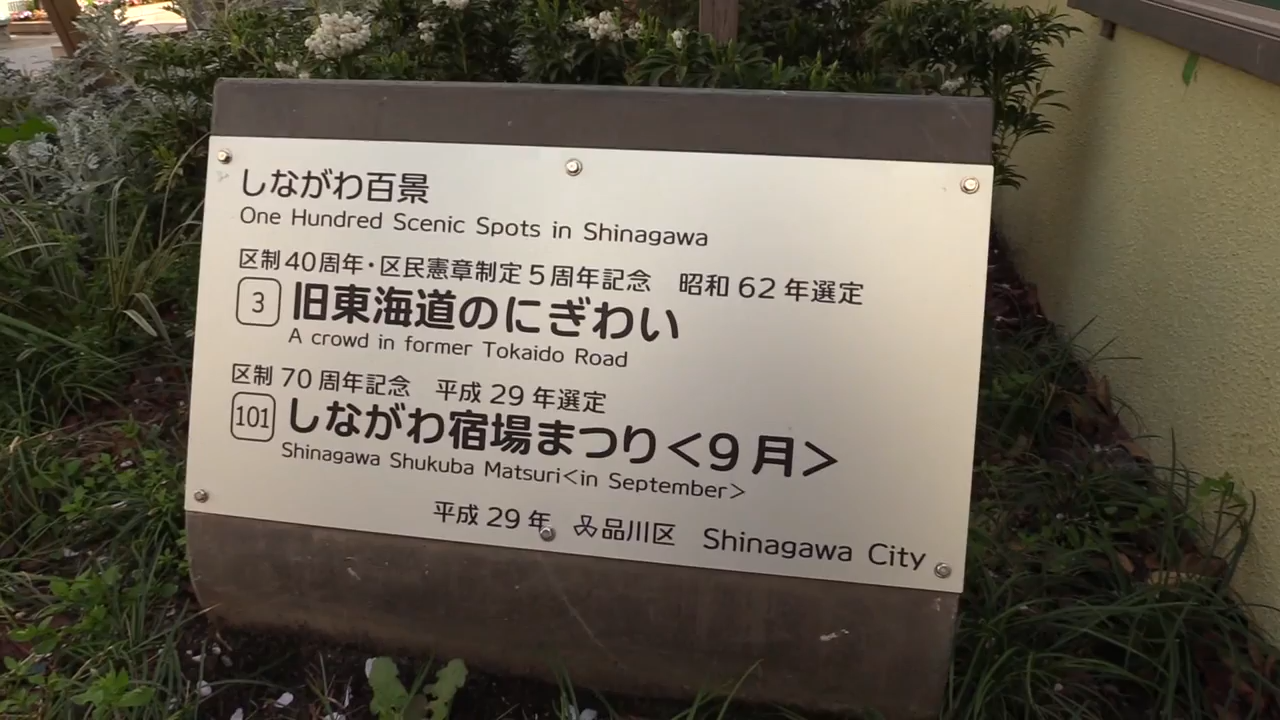 しながわ百景
One Hundred Scenic Spots in Shinagawa
区制40周年・区民憲章制定5周年記念　昭和62年選定
3 旧東海道のにぎわい
A crowd in former Tokaido Road
区制70周年記念　平成29年選定
101 しながわ宿場まつり<9月>
Shinagawa Shukuba Matsuri<in September>
平成29年 品川区 Shinagawa City